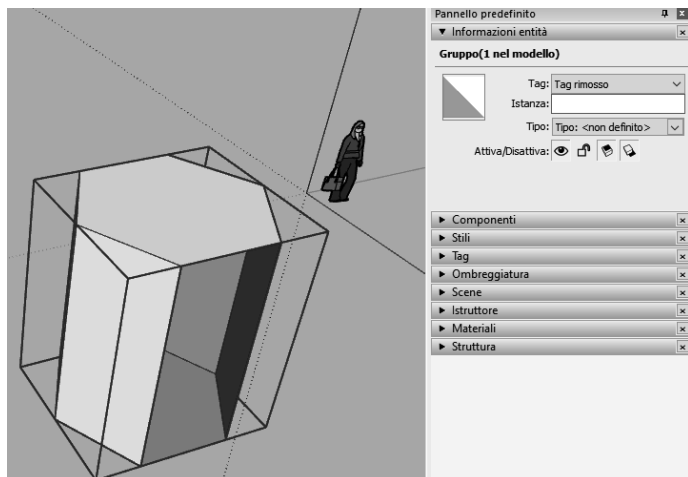 Pannello predefinito
Informazioni entità
Gruppo(1 nel modello)
Tag: Tag rimosso
Istanza:
Tipo: Tipo: <non definito>
Attiva/Disattiva:
Componenti
Stili
Tag
Ombreggiatura
Scene
Istruttore
Materiali
Struttura